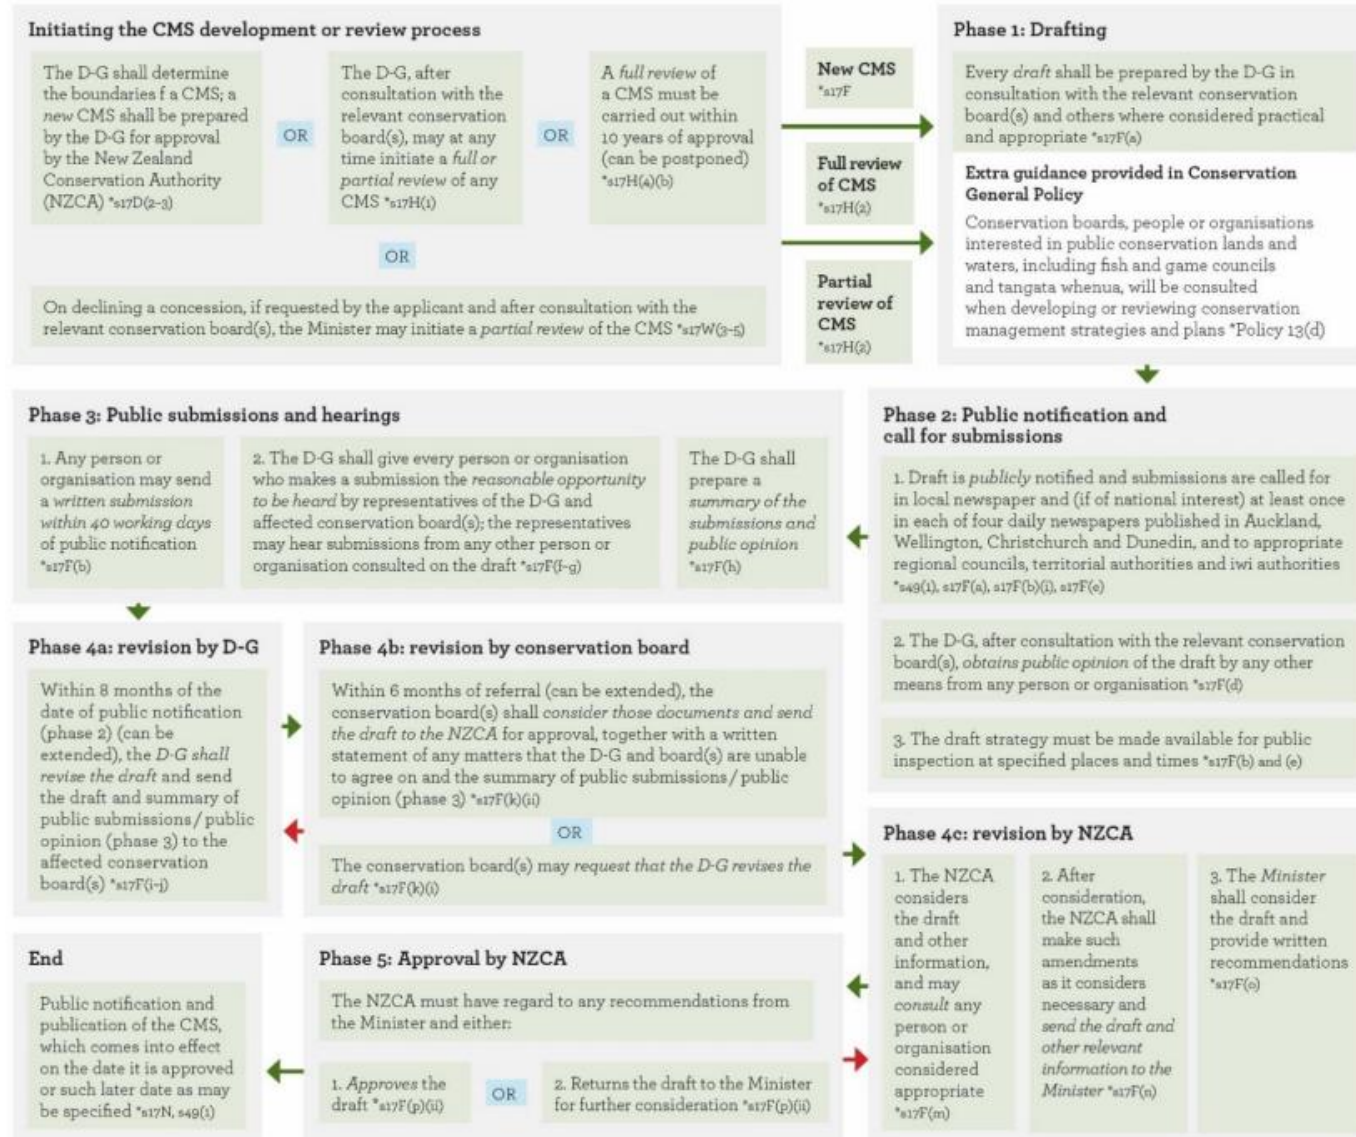 Initiating the CMS development or review process
The D-G shall determine
the boundaries f a CMS; a
new CMS shall be prepared
by the D-G for approval
by the New Zealand
Conservation Authority
(NZCA) *s17D(2-3)
OR
The D-G, after
consultation with the
relevant conservation
board(s), may at any
time initiate a full or
partial review of any
CMS *s17H(1)
OR
A full review of
a CMS must be
carried out within
10 years of approval
(can be postponed)
*s17H(4)(b)
OR
On declining a concession, if requested by the applicant and after consultation with the
relevant conservation board(s), the Minister may initiate a partial review of the CMS *s17W(3-5)
New CMS
*s17F
Full review
of CMS
*s17H(2)
Partial
review of
CMS
*s17H(2)
Phase 1: Drafting
Every draft shall be prepared by the D-G in
consultation with the relevant conservation
board(s) and others where considered practical
and appropriate *s17F(a)
Extra guidance provided in Conservation
General Policy
Conservation boards, people or organisations
interested in public conservation lands and
waters, including fish and game councils
and tangata whenua, will be consulted
when developing or reviewing conservation
management strategies and plans *Policy 13(d)
Phase 2: Public notification and
call for submissions
1. Draft is publicly notified and submissions are called for
in local newspaper and (if of national interest) at least once
in each of four daily newspapers published in Auckland,
Wellington, Christchurch and Dunedin, and to appropriate
regional councils, territorial authorities and iwi authorities
*s49(1), s17F(a), s17F(b)(i), s17F(e)
2. The D-G, after consultation with the relevant conservation
board(s), obtains public opinion of the draft by any other
means from any person or organisation *s17F(d)
3. The draft strategy must be made available for public
inspection at specified places and times *s17F(b) and (e)
Phase 3: Public submissions and hearings
1. Any person or
organisation may send
a written submission
within 40 working days
of public notification
*s17F(b)
2. The D-G shall give every person or organisation
who makes a submission the reasonable opportunity
to be heard by representatives of the D-G and
affected conservation board(s); the representatives
may hear submissions from any other person or
organisation consulted on the draft *s17F(f-g)
The D-G shall
prepare a
summary of the
submissions and
public opinion
*s17F(h)
Phase 4a: revision by D-G
Within 8 months of the
date of public notification
(phase 2) (can be
extended), the D-G shall
revise the draft and send
the draft and summary of
public submissions/public
opinion (phase 3) to the
affected conservation
board(s) *s17F(i-j)
Phase 4b: revision by conservation board
Within 6 months of referral (can be extended), the
conservation board(s) shall consider those documents and send
the draft to the NZCA for approval, together with a written
statement of any matters that the D-G and board(s) are unable
to agree on and the summary of public submissions/public
opinion (phase 3) *s17F(k)(ii)
OR
The conservation board(s) may request that the D-G revises the
draft *s17F(k)(i)
Phase 4c: revision by NZCA
1. The NZCA
considers
the draft
and other
information,
and may
consult any
person or
organisation
considered
appropriate
*s17F(m)
2. After
consideration,
the NZCA shall
make such
amendments
as it considers
necessary and
send the draft and
other relevant
information to the
Minister *s17F(n)
3. The Minister
shall consider
the draft and
provide written
recommendations
*s17F(o)
Phase 5: Approval by NZCA
The NZCA must have regard to any recommendations from
the Minister and either:
1. Approves the
draft *s17F(p)(ii)
OR
2. Returns the draft to the Minister
for further consideration *s17F(p)(ii)
End
Public notification and
publication of the CMS,
which comes into effect
on the date it is approved
or such later date as may
be specified *s17N, s49(1)